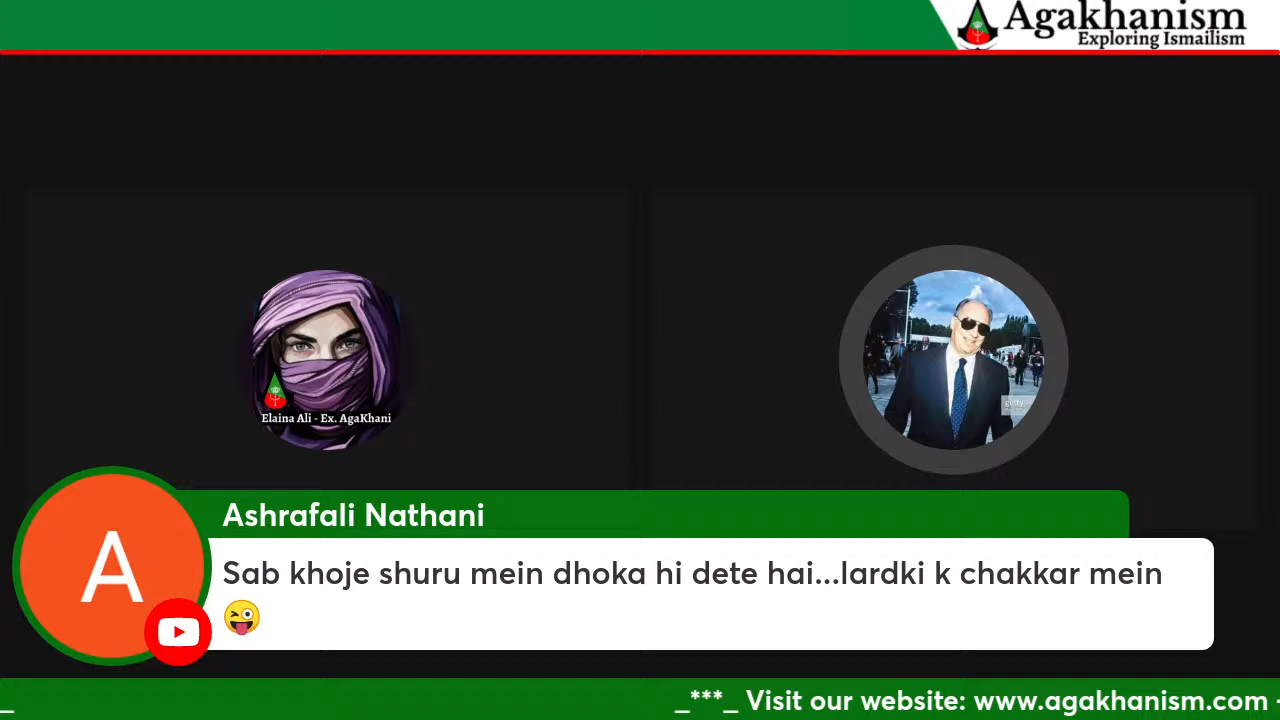 Agakhanism
Exploring Ismailism
getty
Elaina Ali - Ex. AgaKhani
A
Ashrafali Nathani
Sab khoje shuru mein dhoka hi dete hai...lardki k chakkar mein
😜
_ _***_ Visit our website: www.agakhanism.com -